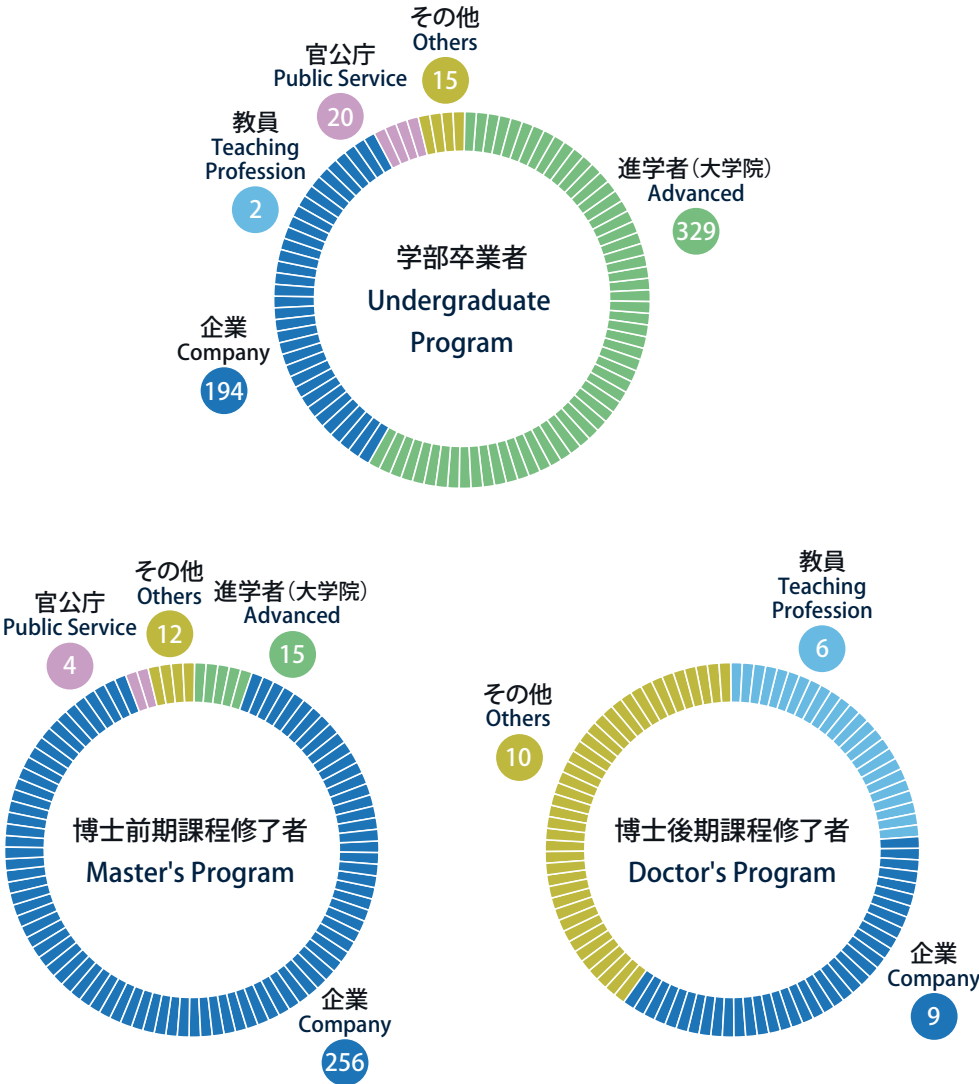 その他
Others
15
官公庁
Public Service
20
教員
Teaching
Profession
2
進学者（大学院）
Advanced
329
企業
Company
194
学部卒業者
Undergraduate
Program
官公庁
Public Service
4
その他
Others
12
進学者（大学院）
Advanced
15
博士前期課程修了者
Master's Program
企業
Company
256
教員
Teaching
Profession
6
その他
Others
10
博士後期課程修了者
Doctor's Program
企業
Company
9